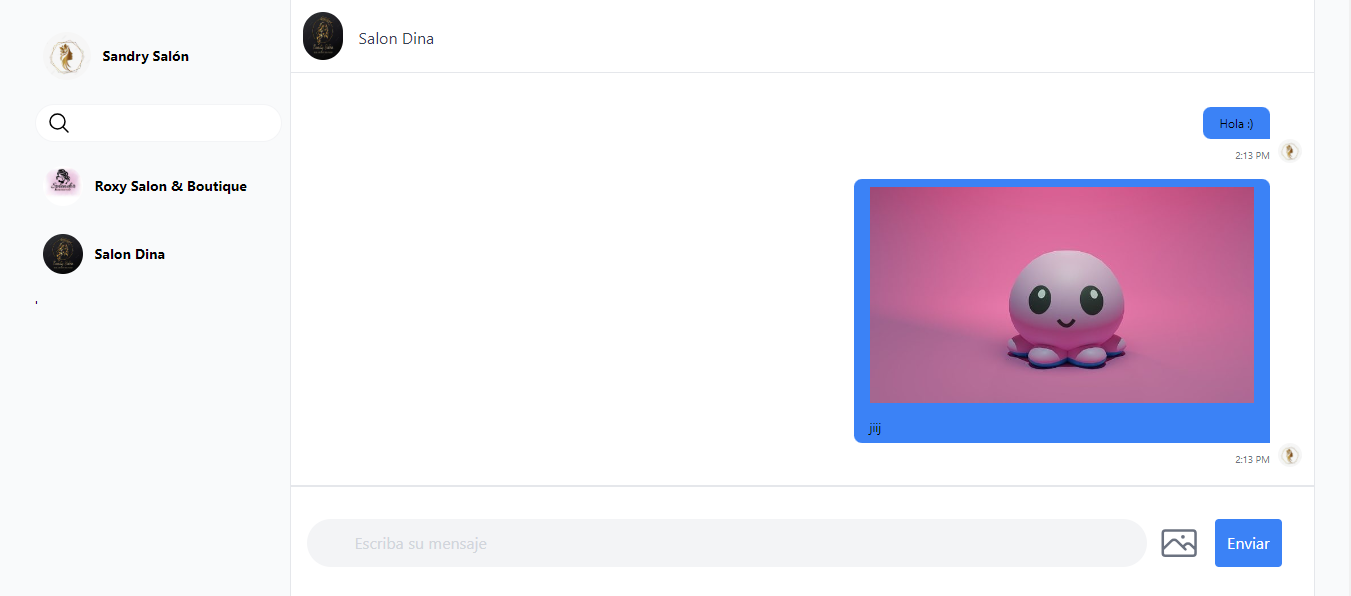 Sandry Salón
Roxy Salon & Boutique
Salon Dina
'
Salon Dina
Hola :)
2:13 PM
jiij
2:13 PM
Escriba su mensaje
Enviar